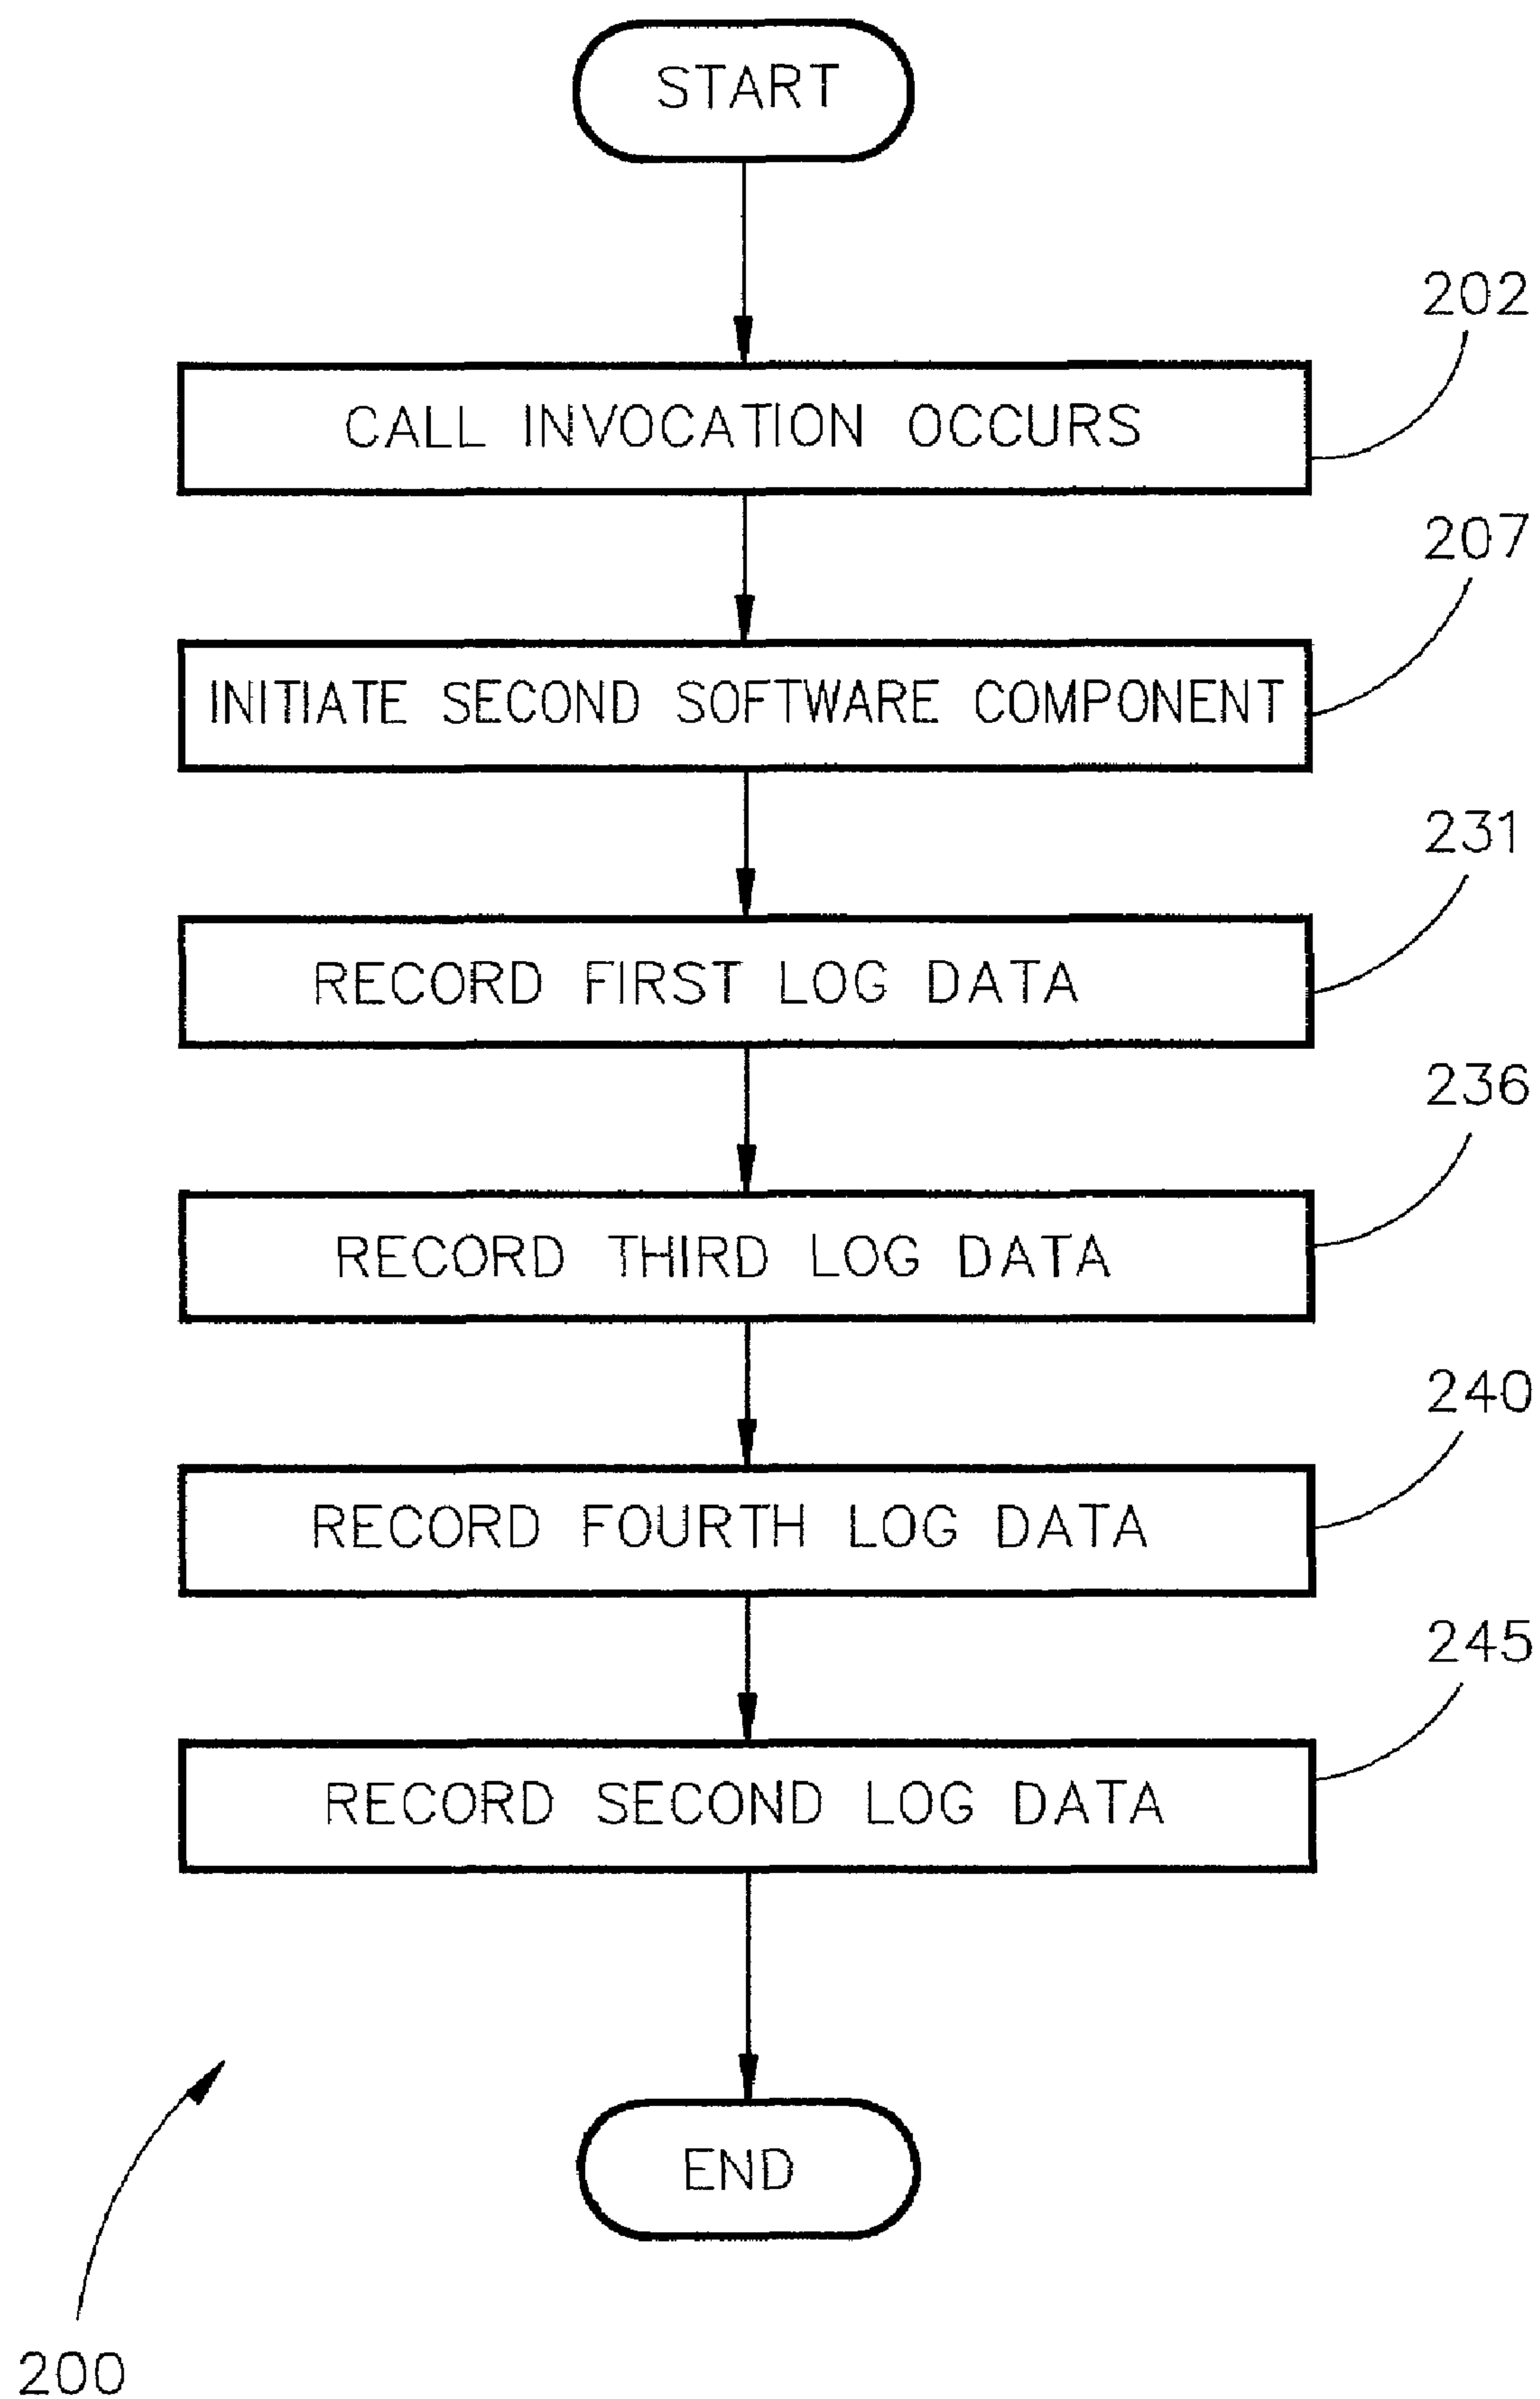 START
202
CALL INVOCATION OCCURS
207
INITIATE SECOND SOFTWARE COMPONENT
231
RECORD FIRST LOG DATA
236
RECORD THIRD LOG DATA
240
RECORD FOURTH LOG DATA
245
RECORD SECOND LOG DATA
END
200